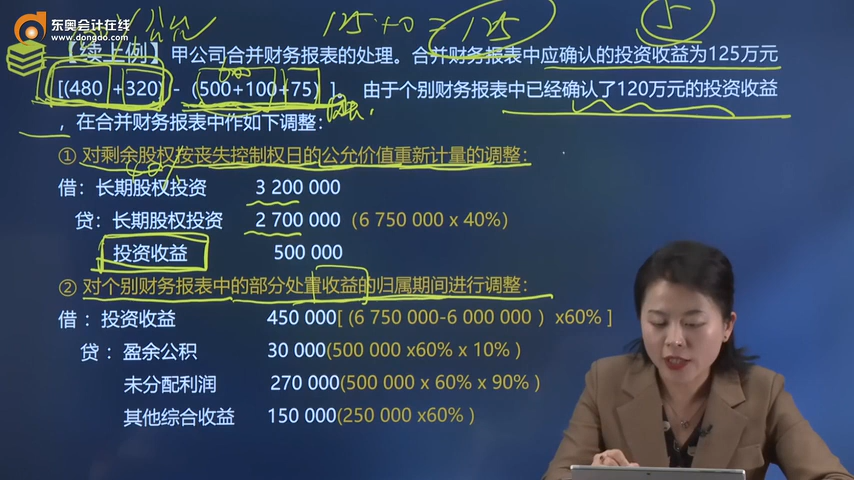 东奥会计在线
www.dongao.com
125+0=125
5
【续上例】甲公司合并财务报表的处理。合并财务报表中应确认的投资收益为125万元
[(480 +320) - (500+100+75) ]。由于个别财务报表中已经确认了120万元的投资收益
，在合并财务报表中作如下调整：
① 对剩余股权按丧失控制权日的公允价值重新计量的调整：
借：长期股权投资 3 200 000
贷：长期股权投资 2 700 000（6 750 000 x 40%）
投资收益 500 000
② 对个别财务报表中的部分处置收益的归属期间进行调整：
借：投资收益 450 000[（6 750 000-6 000 000 ）x60% ]
贷：盈余公积 30 000(500 000 x60% x 10% )
未分配利润 270 000(500 000 x 60% x 90% )
其他综合收益 150 000(250 000 x60% )